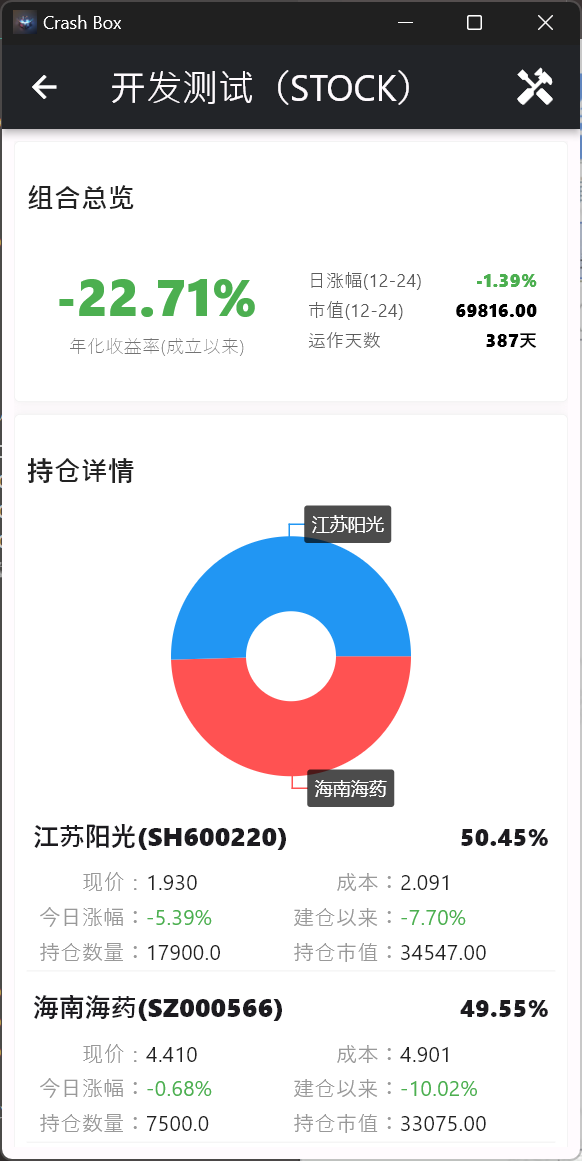 Crash Box
开发测试（STOCK）
组合总览
-22.71%
年化收益率(成立以来)
日涨幅(12-24) -1.39%
市值(12-24) 69816.00
运作天数 387天
持仓详情
江苏阳光
海南海药
江苏阳光(SH600220) 50.45%
现价：1.930 成本：2.091
今日涨幅：-5.39% 建仓以来：-7.70%
持仓数量：17900.0 持仓市值：34547.00
海南海药(SZ000566) 49.55%
现价：4.410 成本：4.901
今日涨幅：-0.68% 建仓以来：-10.02%
持仓数量：7500.0 持仓市值：33075.00